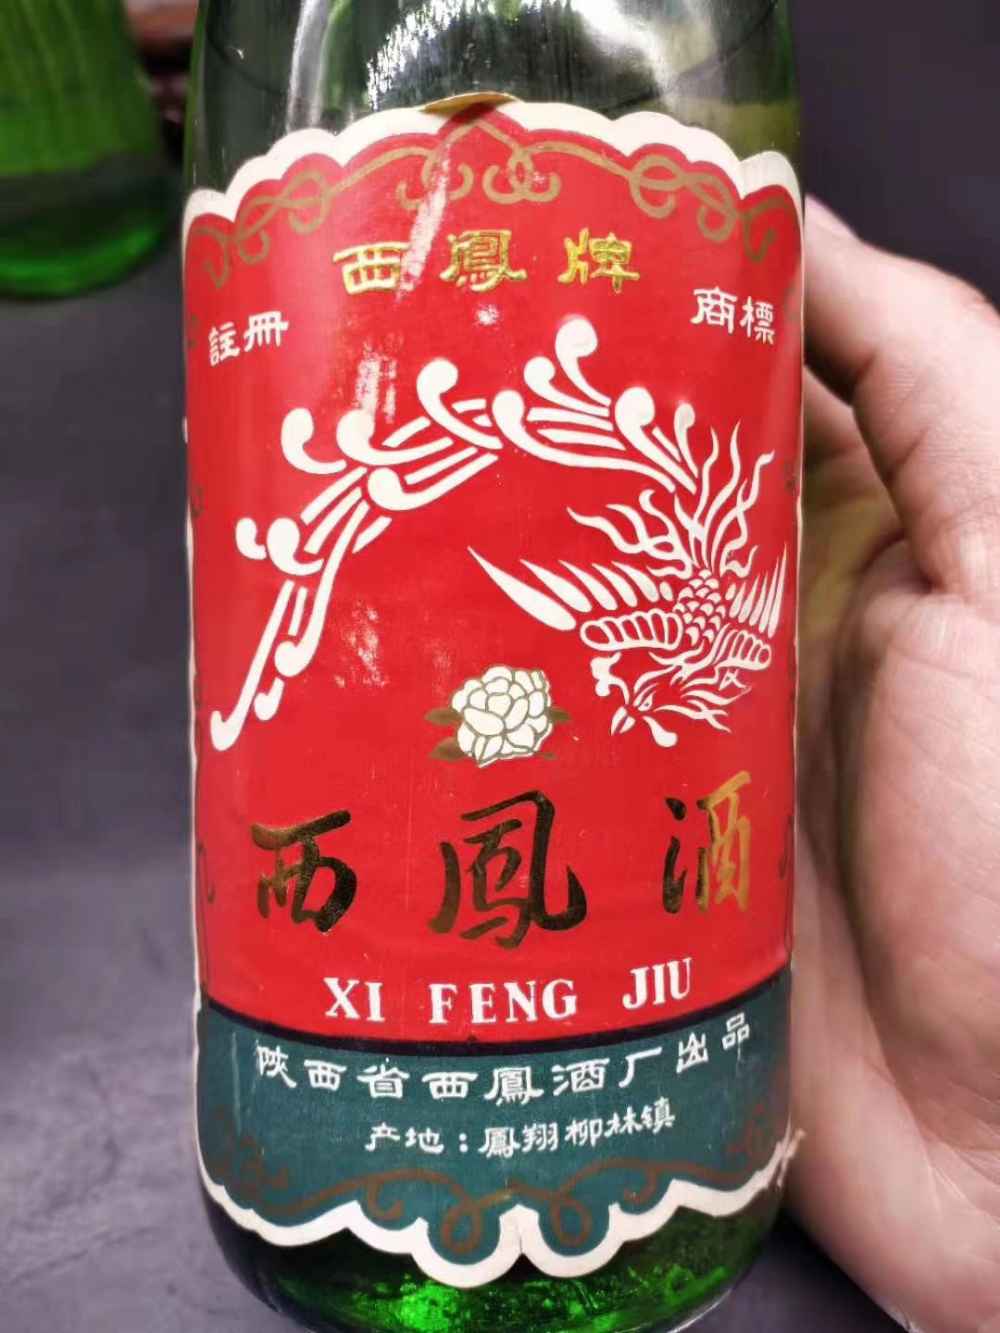 西鳳牌
註冊 商標
西鳳酒
XI FENG JIU
陜西省西鳳酒厂出品
产地：鳳翔柳林镇